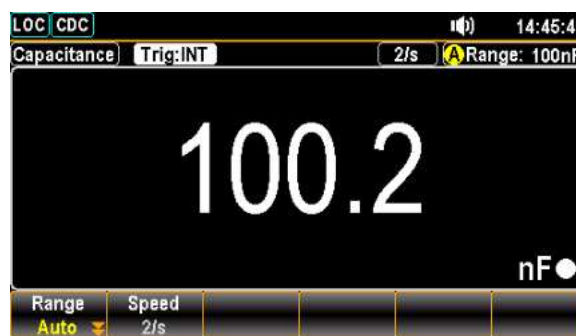 LOC CDC 14:45:4
Capacitance Trig:INT 2/s A Range: 100nF
100.2
nF
Range Speed
Auto 2/s